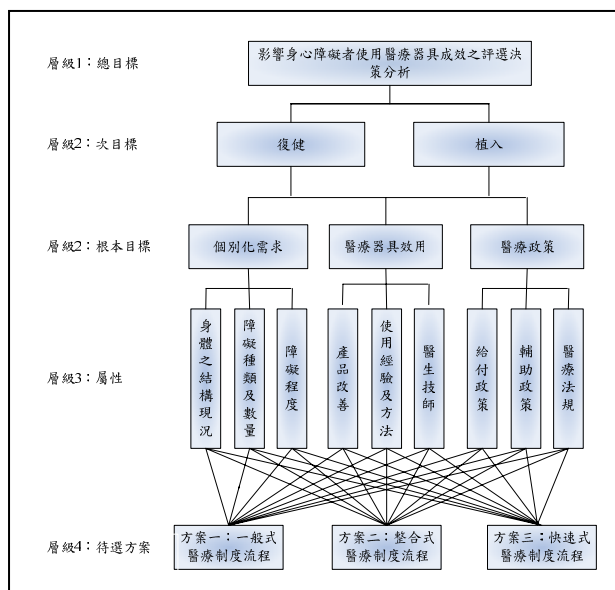 層級1：總目標
影響身心障礙者使用醫療器具成效之評選決
策分析
層級2：次目標
復健
植入
層級2：根本目標
個別化需求
醫療器具效用
醫療政策
層級3：屬性
身體之結構現況
障礙種類及數量
障礙程度
產品改善
使用經驗及方法
醫生技師
給付政策
輔助政策
醫療法規
層級4：待選方案
方案一：一般式
醫療制度流程
方案二：整合式
醫療制度流程
方案三：快速式
醫療制度流程